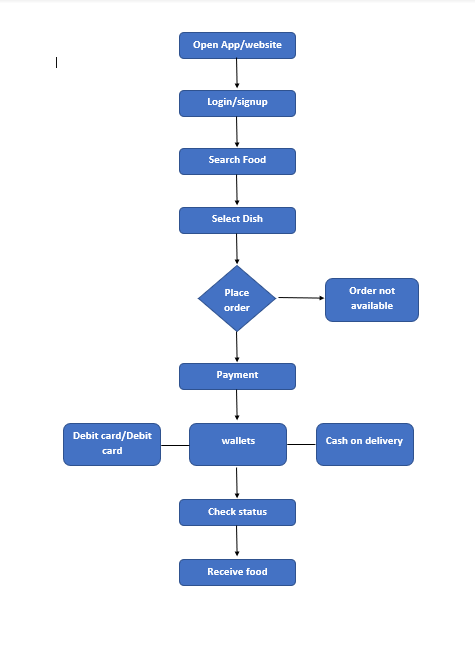 Open App/website
Login/signup
Search Food
Select Dish
Place
order
Order not
available
Payment
Debit card/Debit
card
wallets
Cash on delivery
Check status
Receive food